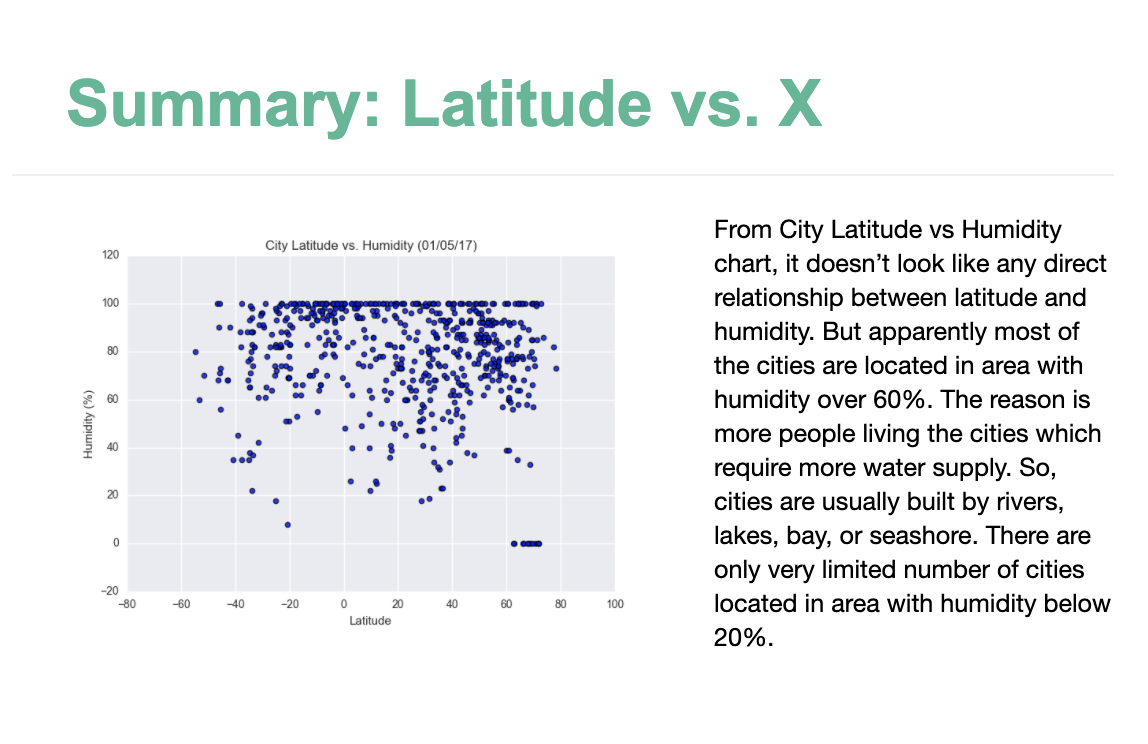 Summary: Latitude vs. X
City Latitude vs. Humidity (01/05/17)
120
100
80
60
40
20
0
−20
Humidity (%)
−80 −60 −40 −20 0 20 40 60 80 100
Latitude
From City Latitude vs Humidity
chart, it doesn’t look like any direct
relationship between latitude and
humidity. But apparently most of
the cities are located in area with
humidity over 60%. The reason is
more people living the cities which
require more water supply. So,
cities are usually built by rivers,
lakes, bay, or seashore. There are
only very limited number of cities
located in area with humidity below
20%.